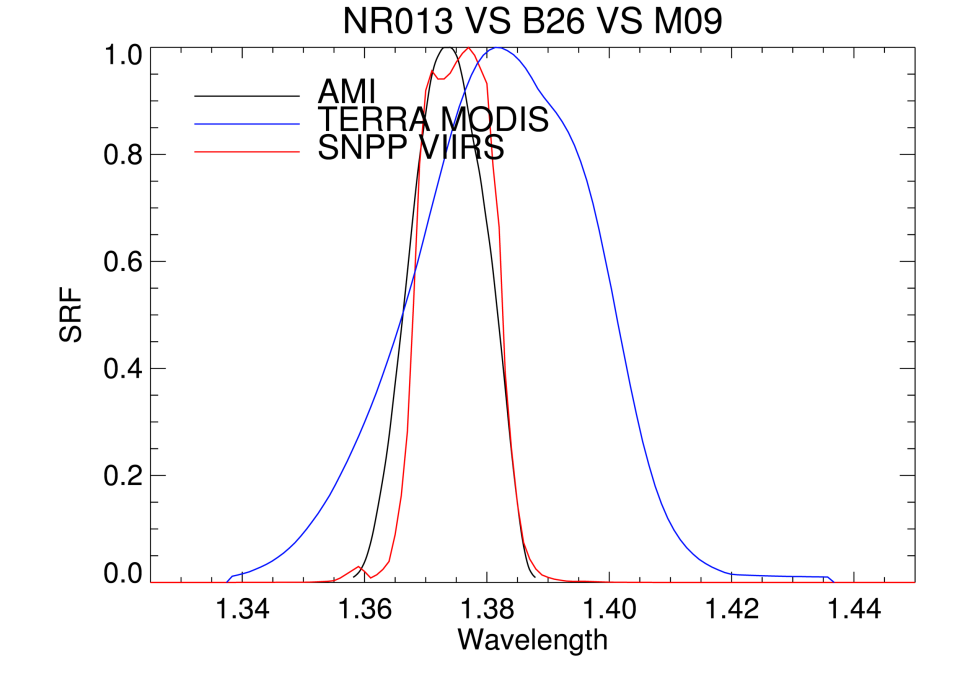 NR013 VS B26 VS M09
1.0
AMI
TERRA MODIS
SNPP VIIRS
0.8
0.6
SRF
0.4
0.2
0.0
1.34 1.36 1.38 1.40 1.42 1.44
Wavelength